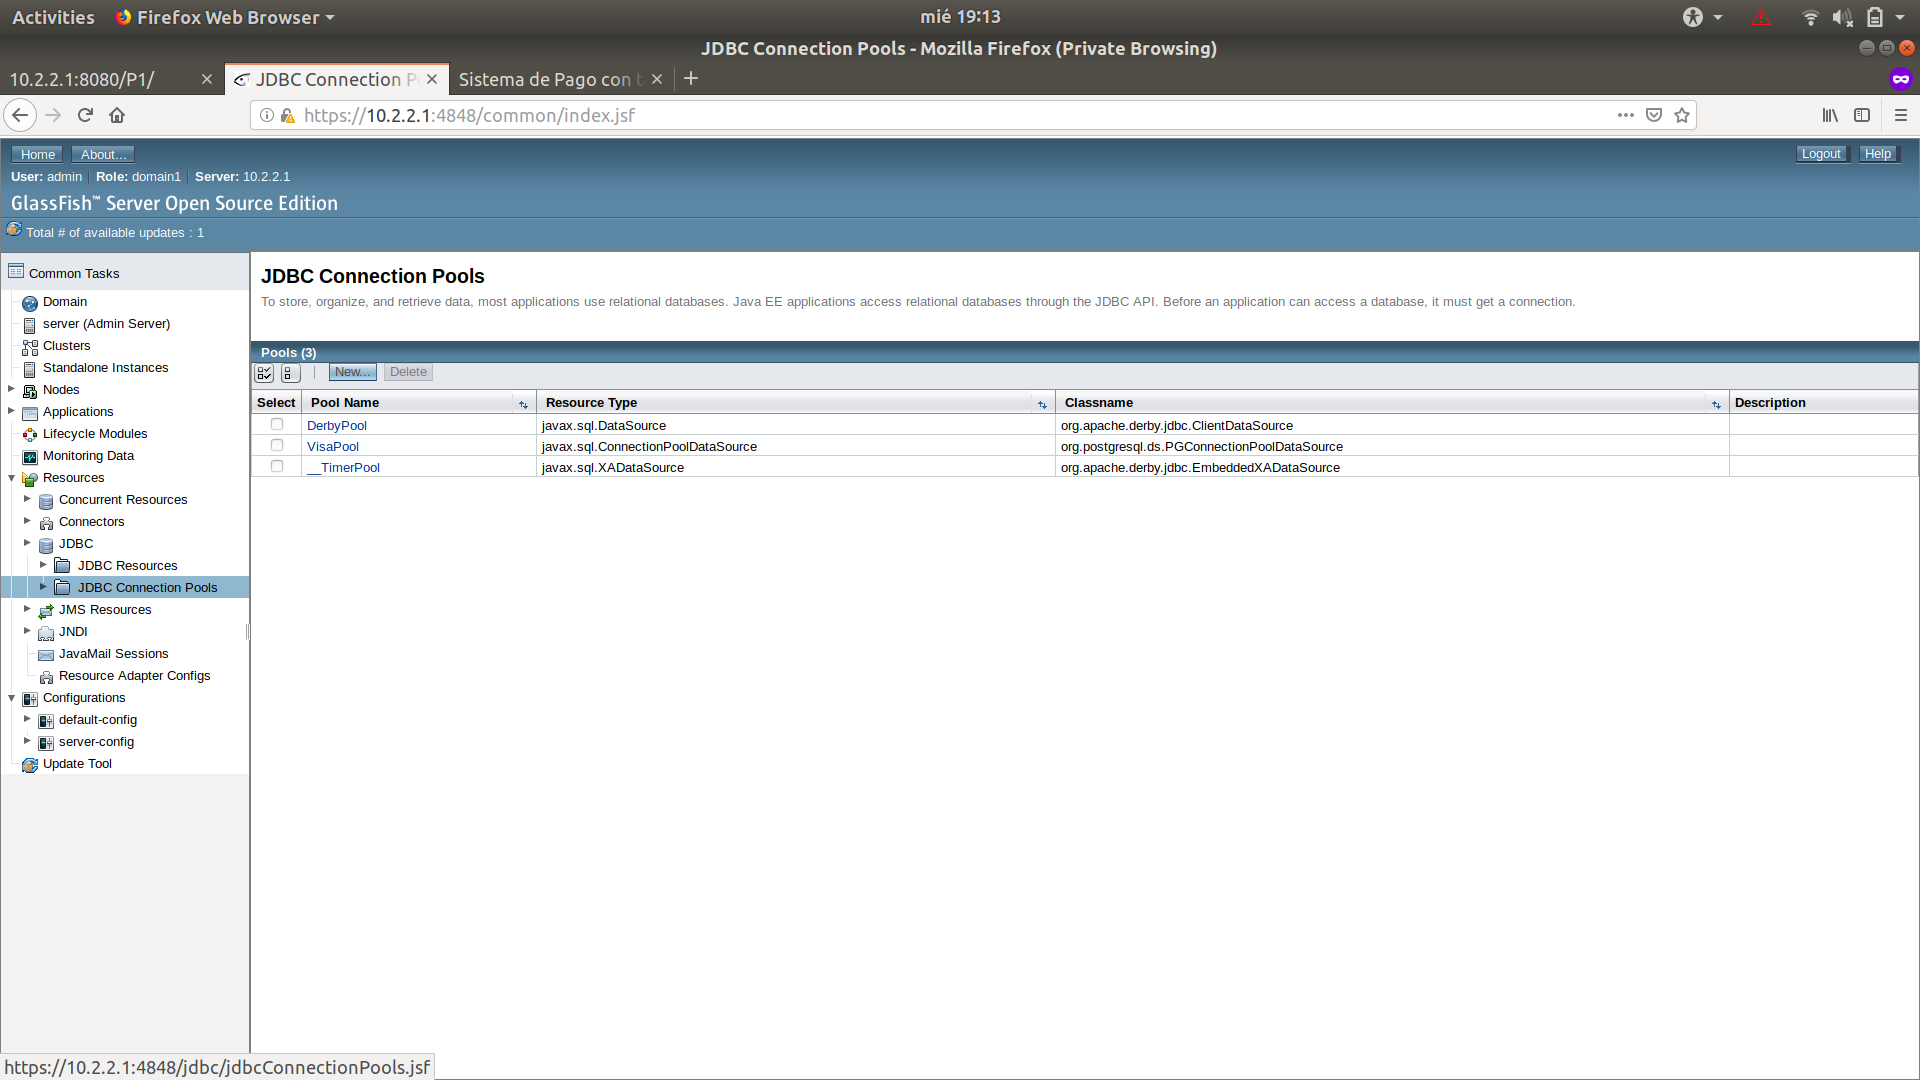 Activities Firefox Web Browser mié 19:13
JDBC Connection Pools - Mozilla Firefox (Private Browsing)
10.2.2.1:8080/P1/ JDBC Connection P Sistema de Pago con t
https://10.2.2.1:4848/common/index.jsf
Home About... Logout Help
User: admin Role: domain1 Server: 10.2.2.1
GlassFish™ Server Open Source Edition
Total # of available updates : 1
Common Tasks
Domain
server (Admin Server)
Clusters
Standalone Instances
Nodes
Applications
Lifecycle Modules
Monitoring Data
Resources
Concurrent Resources
Connectors
JDBC
JDBC Resources
JDBC Connection Pools
JMS Resources
JNDI
JavaMail Sessions
Resource Adapter Configs
Configurations
default-config
server-config
Update Tool
JDBC Connection Pools
To store, organize, and retrieve data, most applications use relational databases. Java EE applications access relational databases through the JDBC API. Before an application can access a database, it must get a connection.
Pools (3)
New... Delete
Select Pool Name Resource Type Classname Description
DerbyPool javax.sql.DataSource org.apache.derby.jdbc.ClientDataSource
VisaPool javax.sql.ConnectionPoolDataSource org.postgresql.ds.PGConnectionPoolDataSource
__TimerPool javax.sql.XADataSource org.apache.derby.jdbc.EmbeddedXADataSource
https://10.2.2.1:4848/jdbc/jdbcConnectionPools.jsf